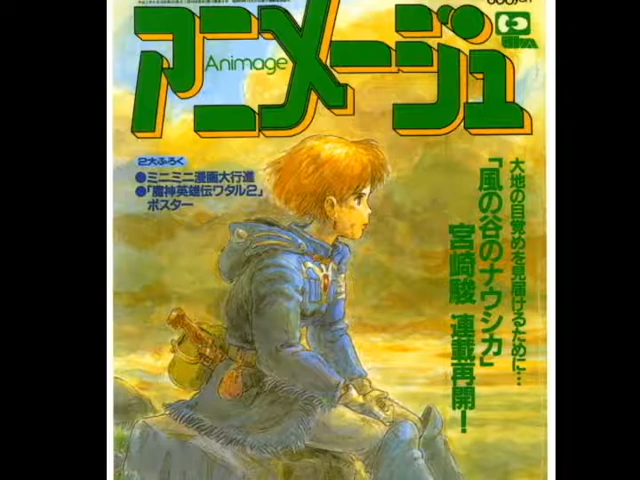 アニメージュ
Animage
2大ふろく
●ミニミニ漫画大行進
●「魔神英雄伝ワタル2」
ポスター
大地の目覚めを見届けるために…
「風の谷のナウシカ」
宮崎駿 連載再開!